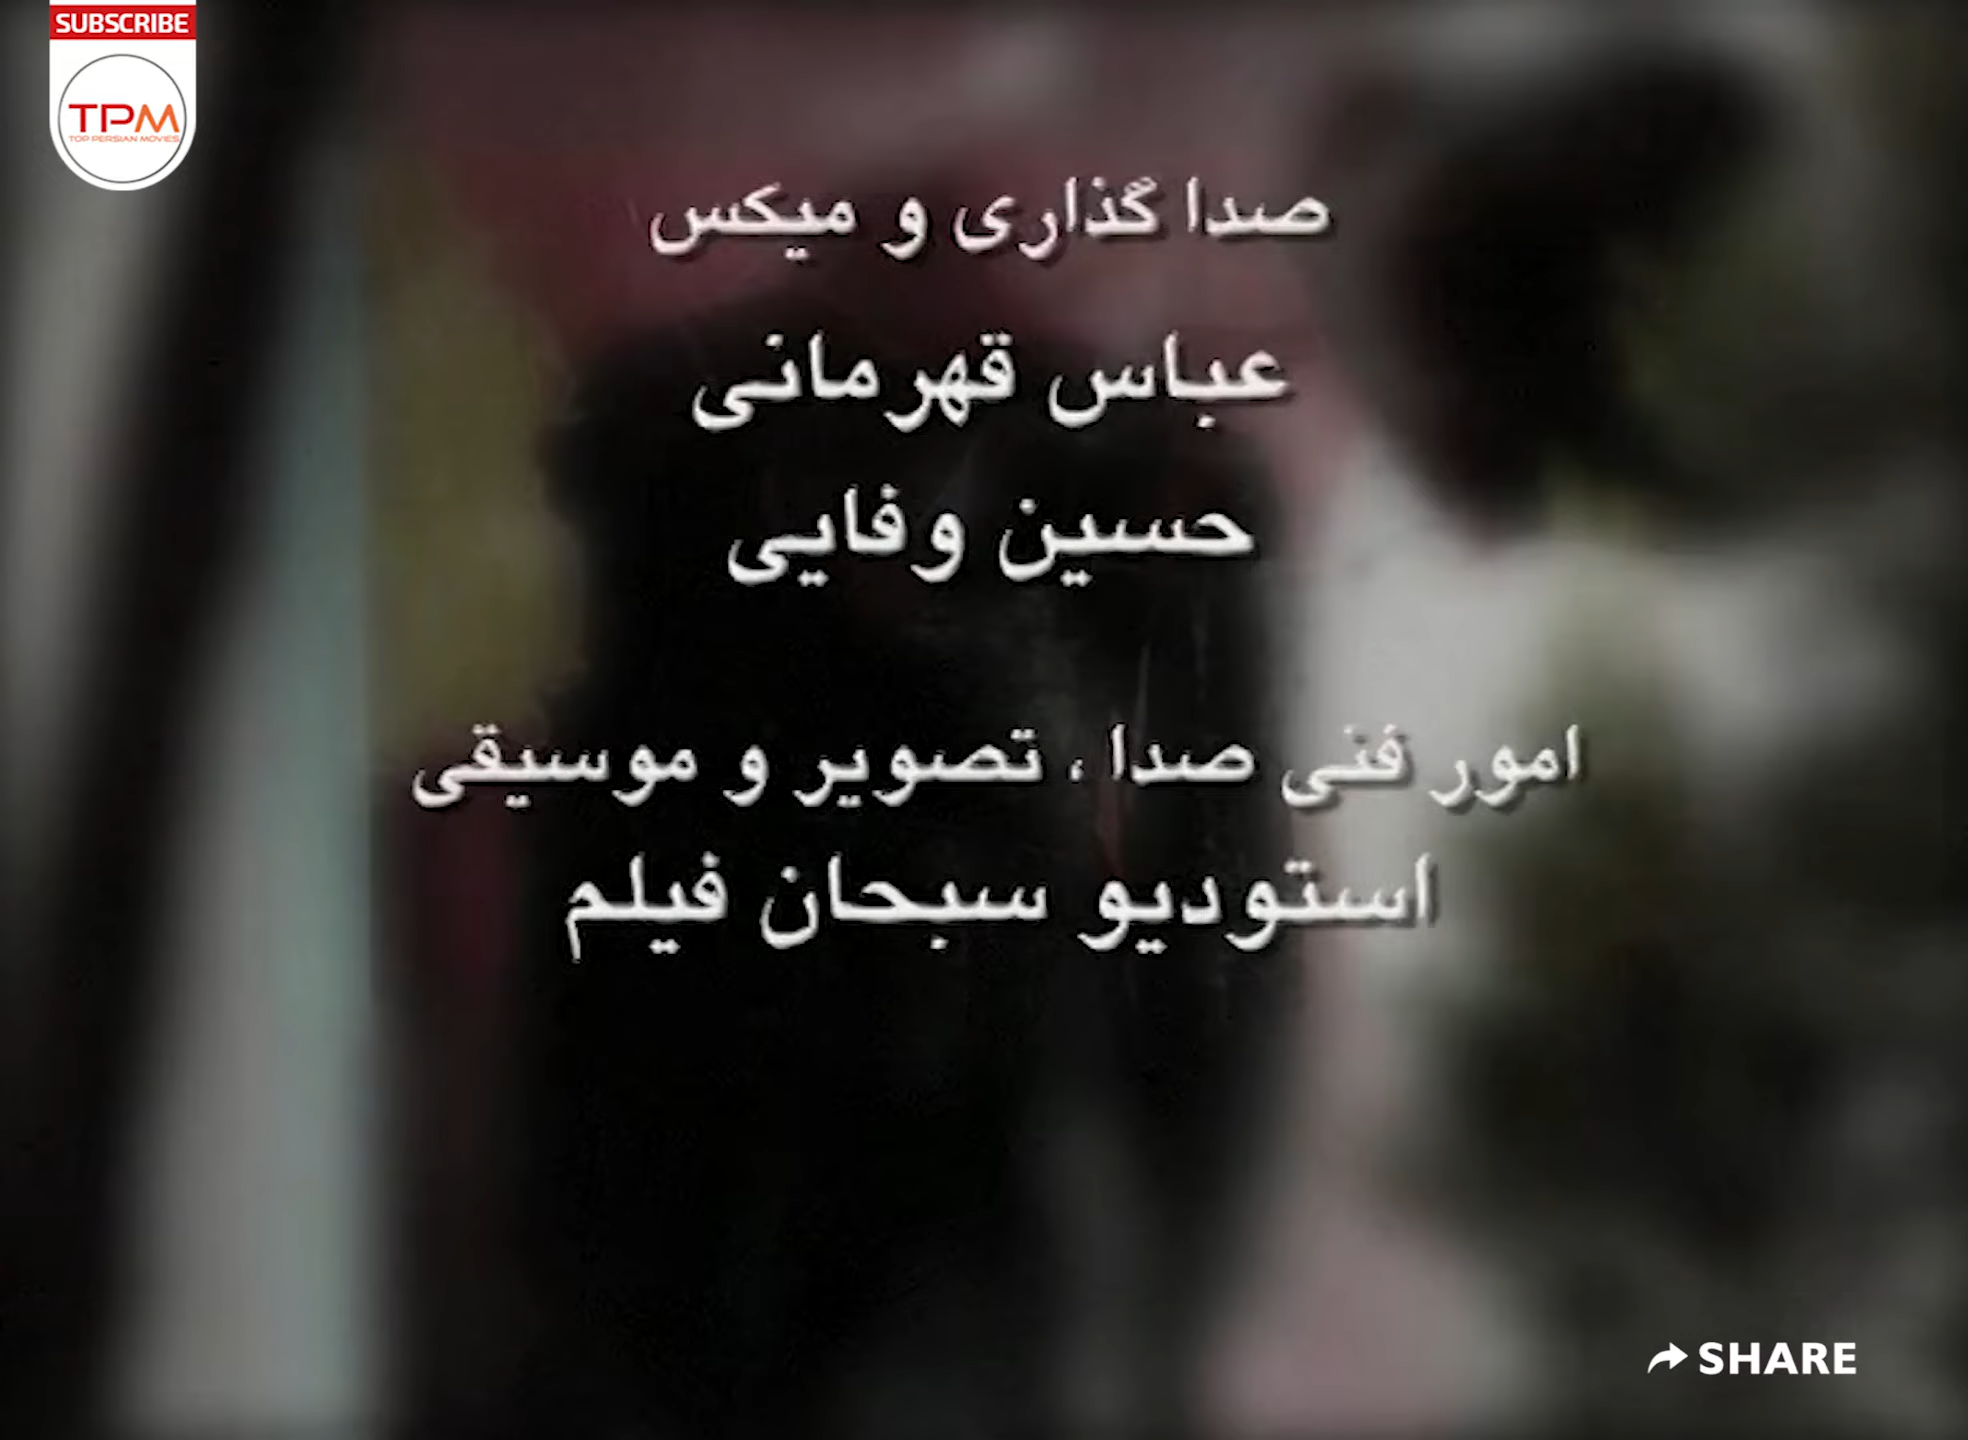 SUBSCRIBE
TPM
TOP PERSIAN MOVIES
صدا گذاری و میکس
عباس قهرمانی
حسین وفایی
امور فنی صدا ، تصویر و موسیقی
استودیو سبحان فیلم
SHARE